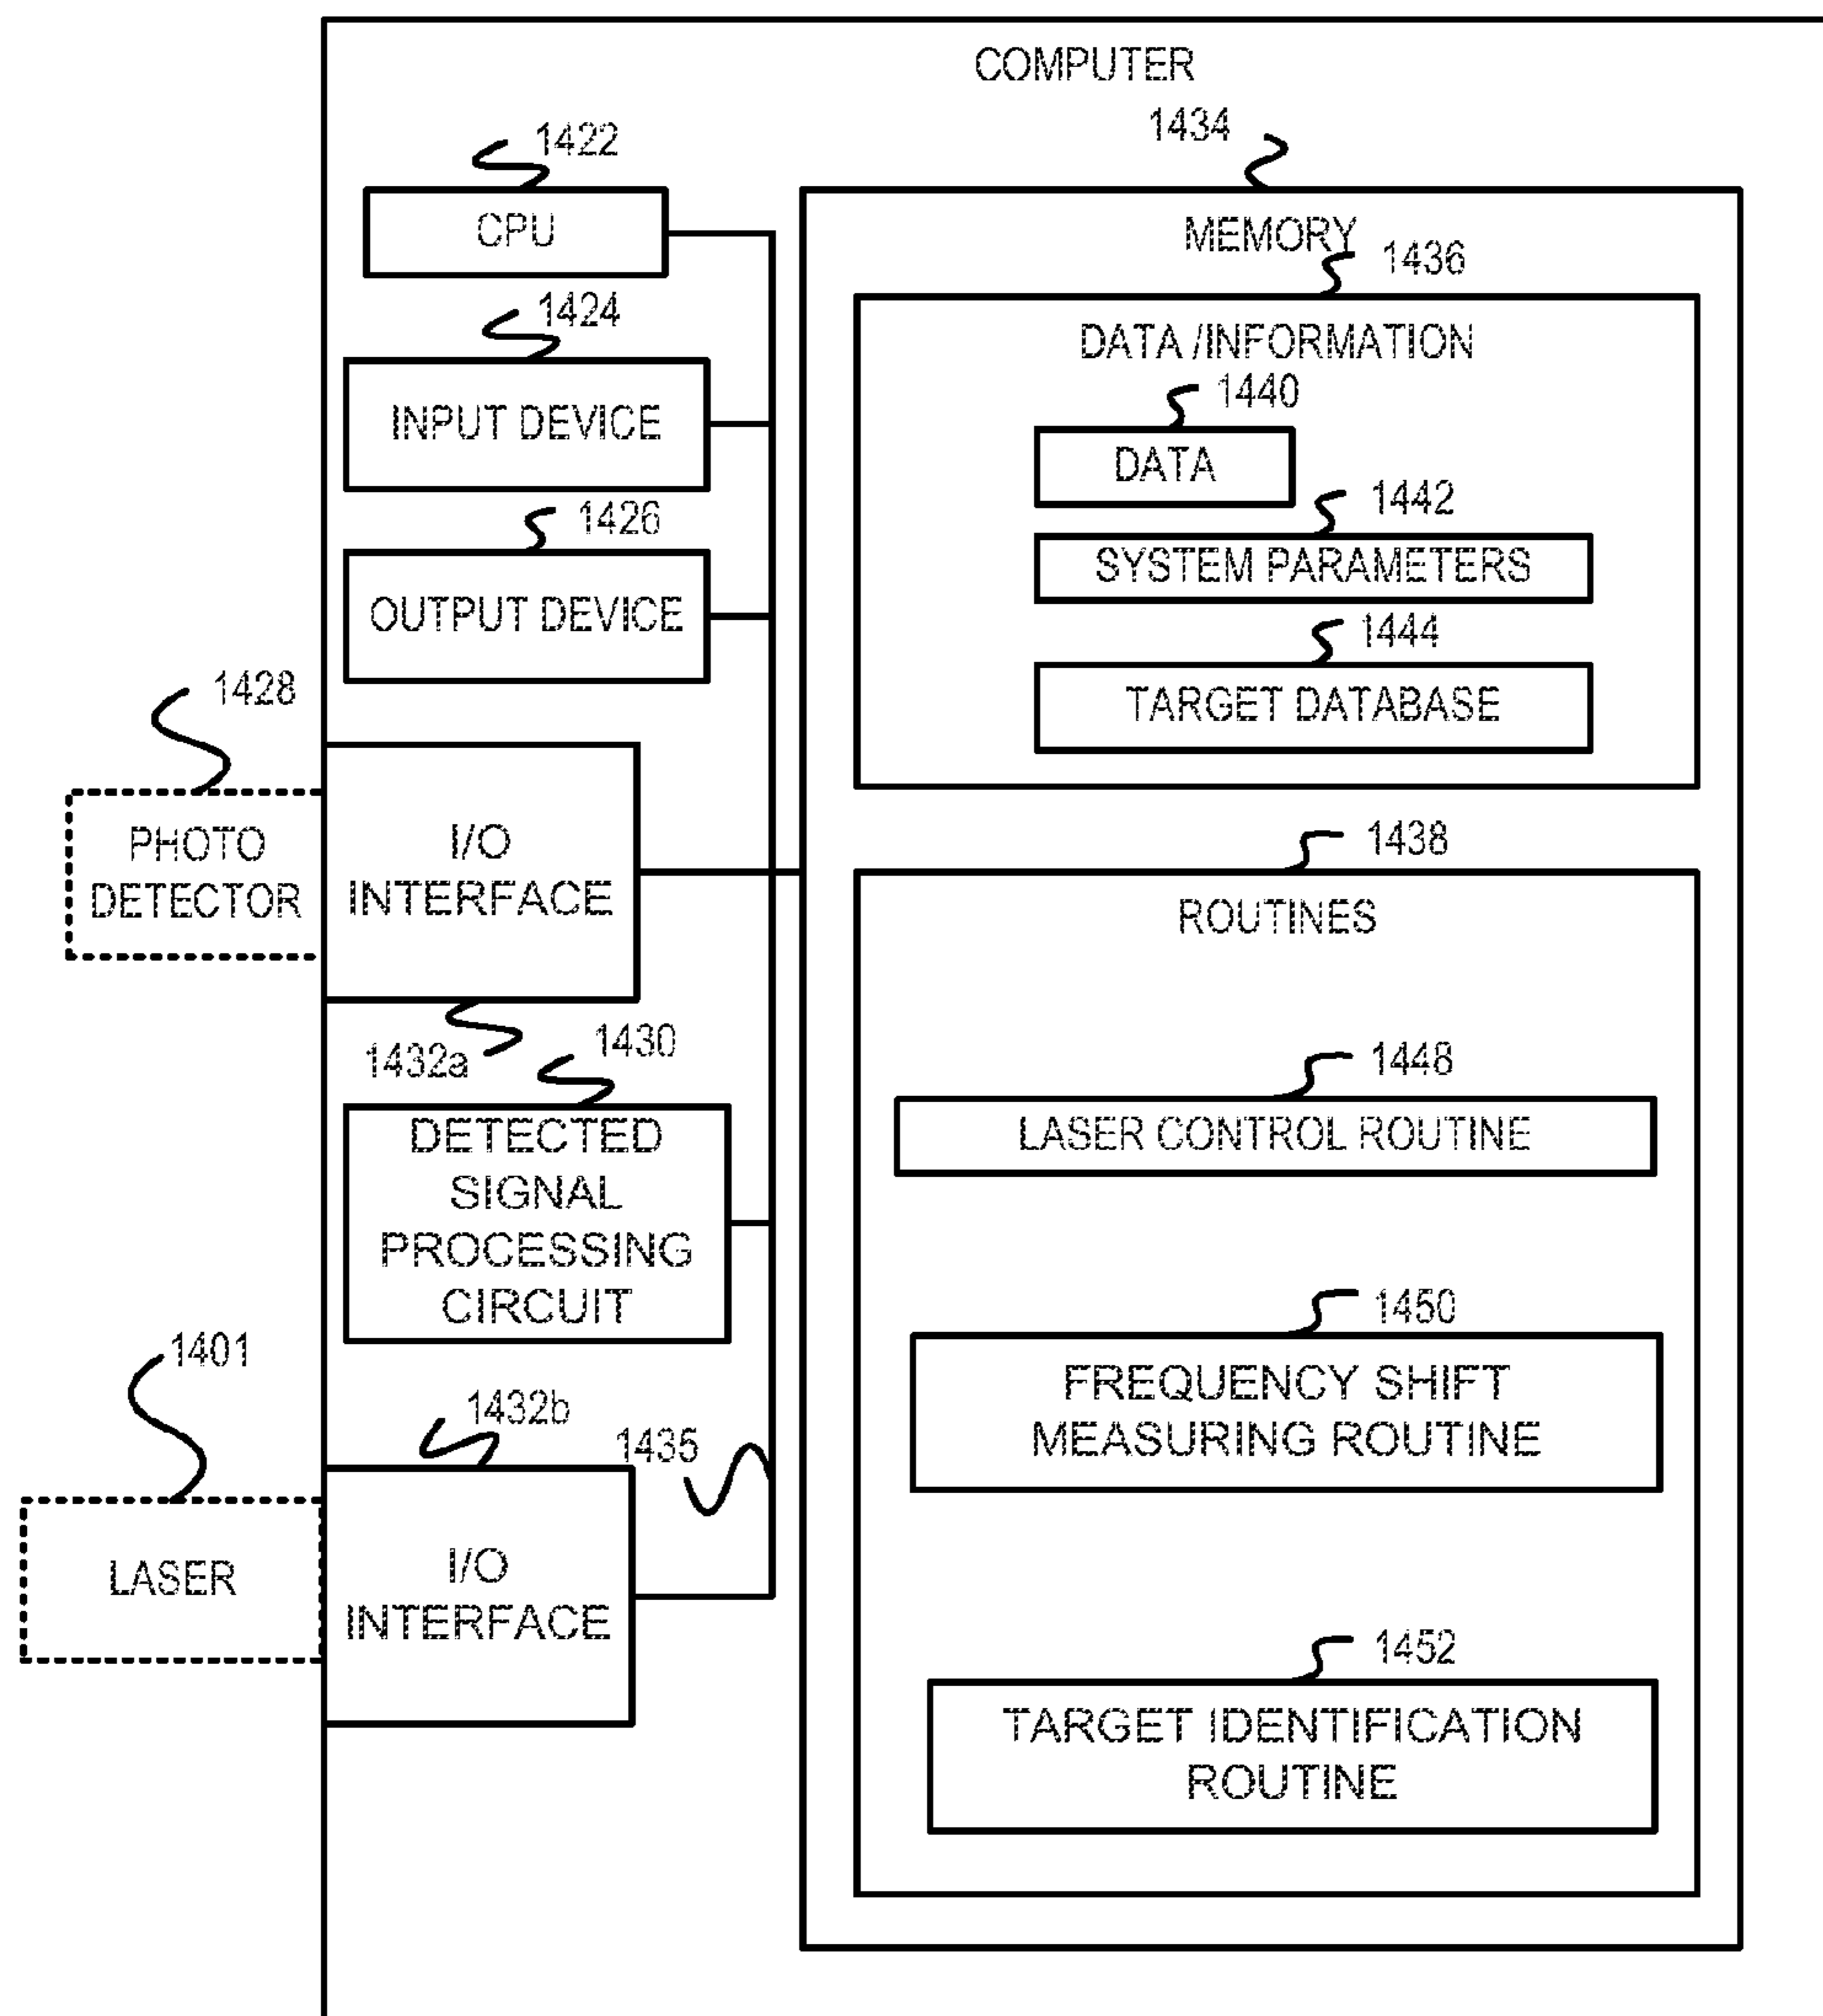 COMPUTER
1434
1422
CPU
MEMORY
1436
1424
DATA /INFORMATION
1440
INPUT DEVICE
DATA
1442
1426
SYSTEM PARAMETERS
OUTPUT DEVICE
1444
1428
TARGET DATABASE
PHOTO
DETECTOR
I/O
INTERFACE
1438
ROUTINES
1432a
1430
1448
DETECTED
SIGNAL
PROCESSING
CIRCUIT
LASER CONTROL ROUTINE
1401
1432b
1435
1450
FREQUENCY SHIFT
MEASURING ROUTINE
LASER
I/O
INTERFACE
1452
TARGET IDENTIFICATION
ROUTINE